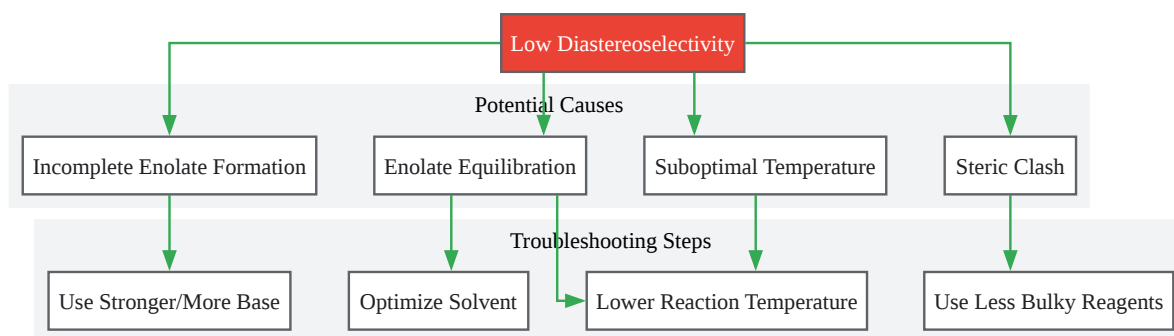 Low Diastereoselectivity
Potential Causes
Incomplete Enolate Formation
Enolate Equilibration
Suboptimal Temperature
Steric Clash
Troubleshooting Steps
Use Stronger/More Base
Optimize Solvent
Lower Reaction Temperature
Use Less Bulky Reagents